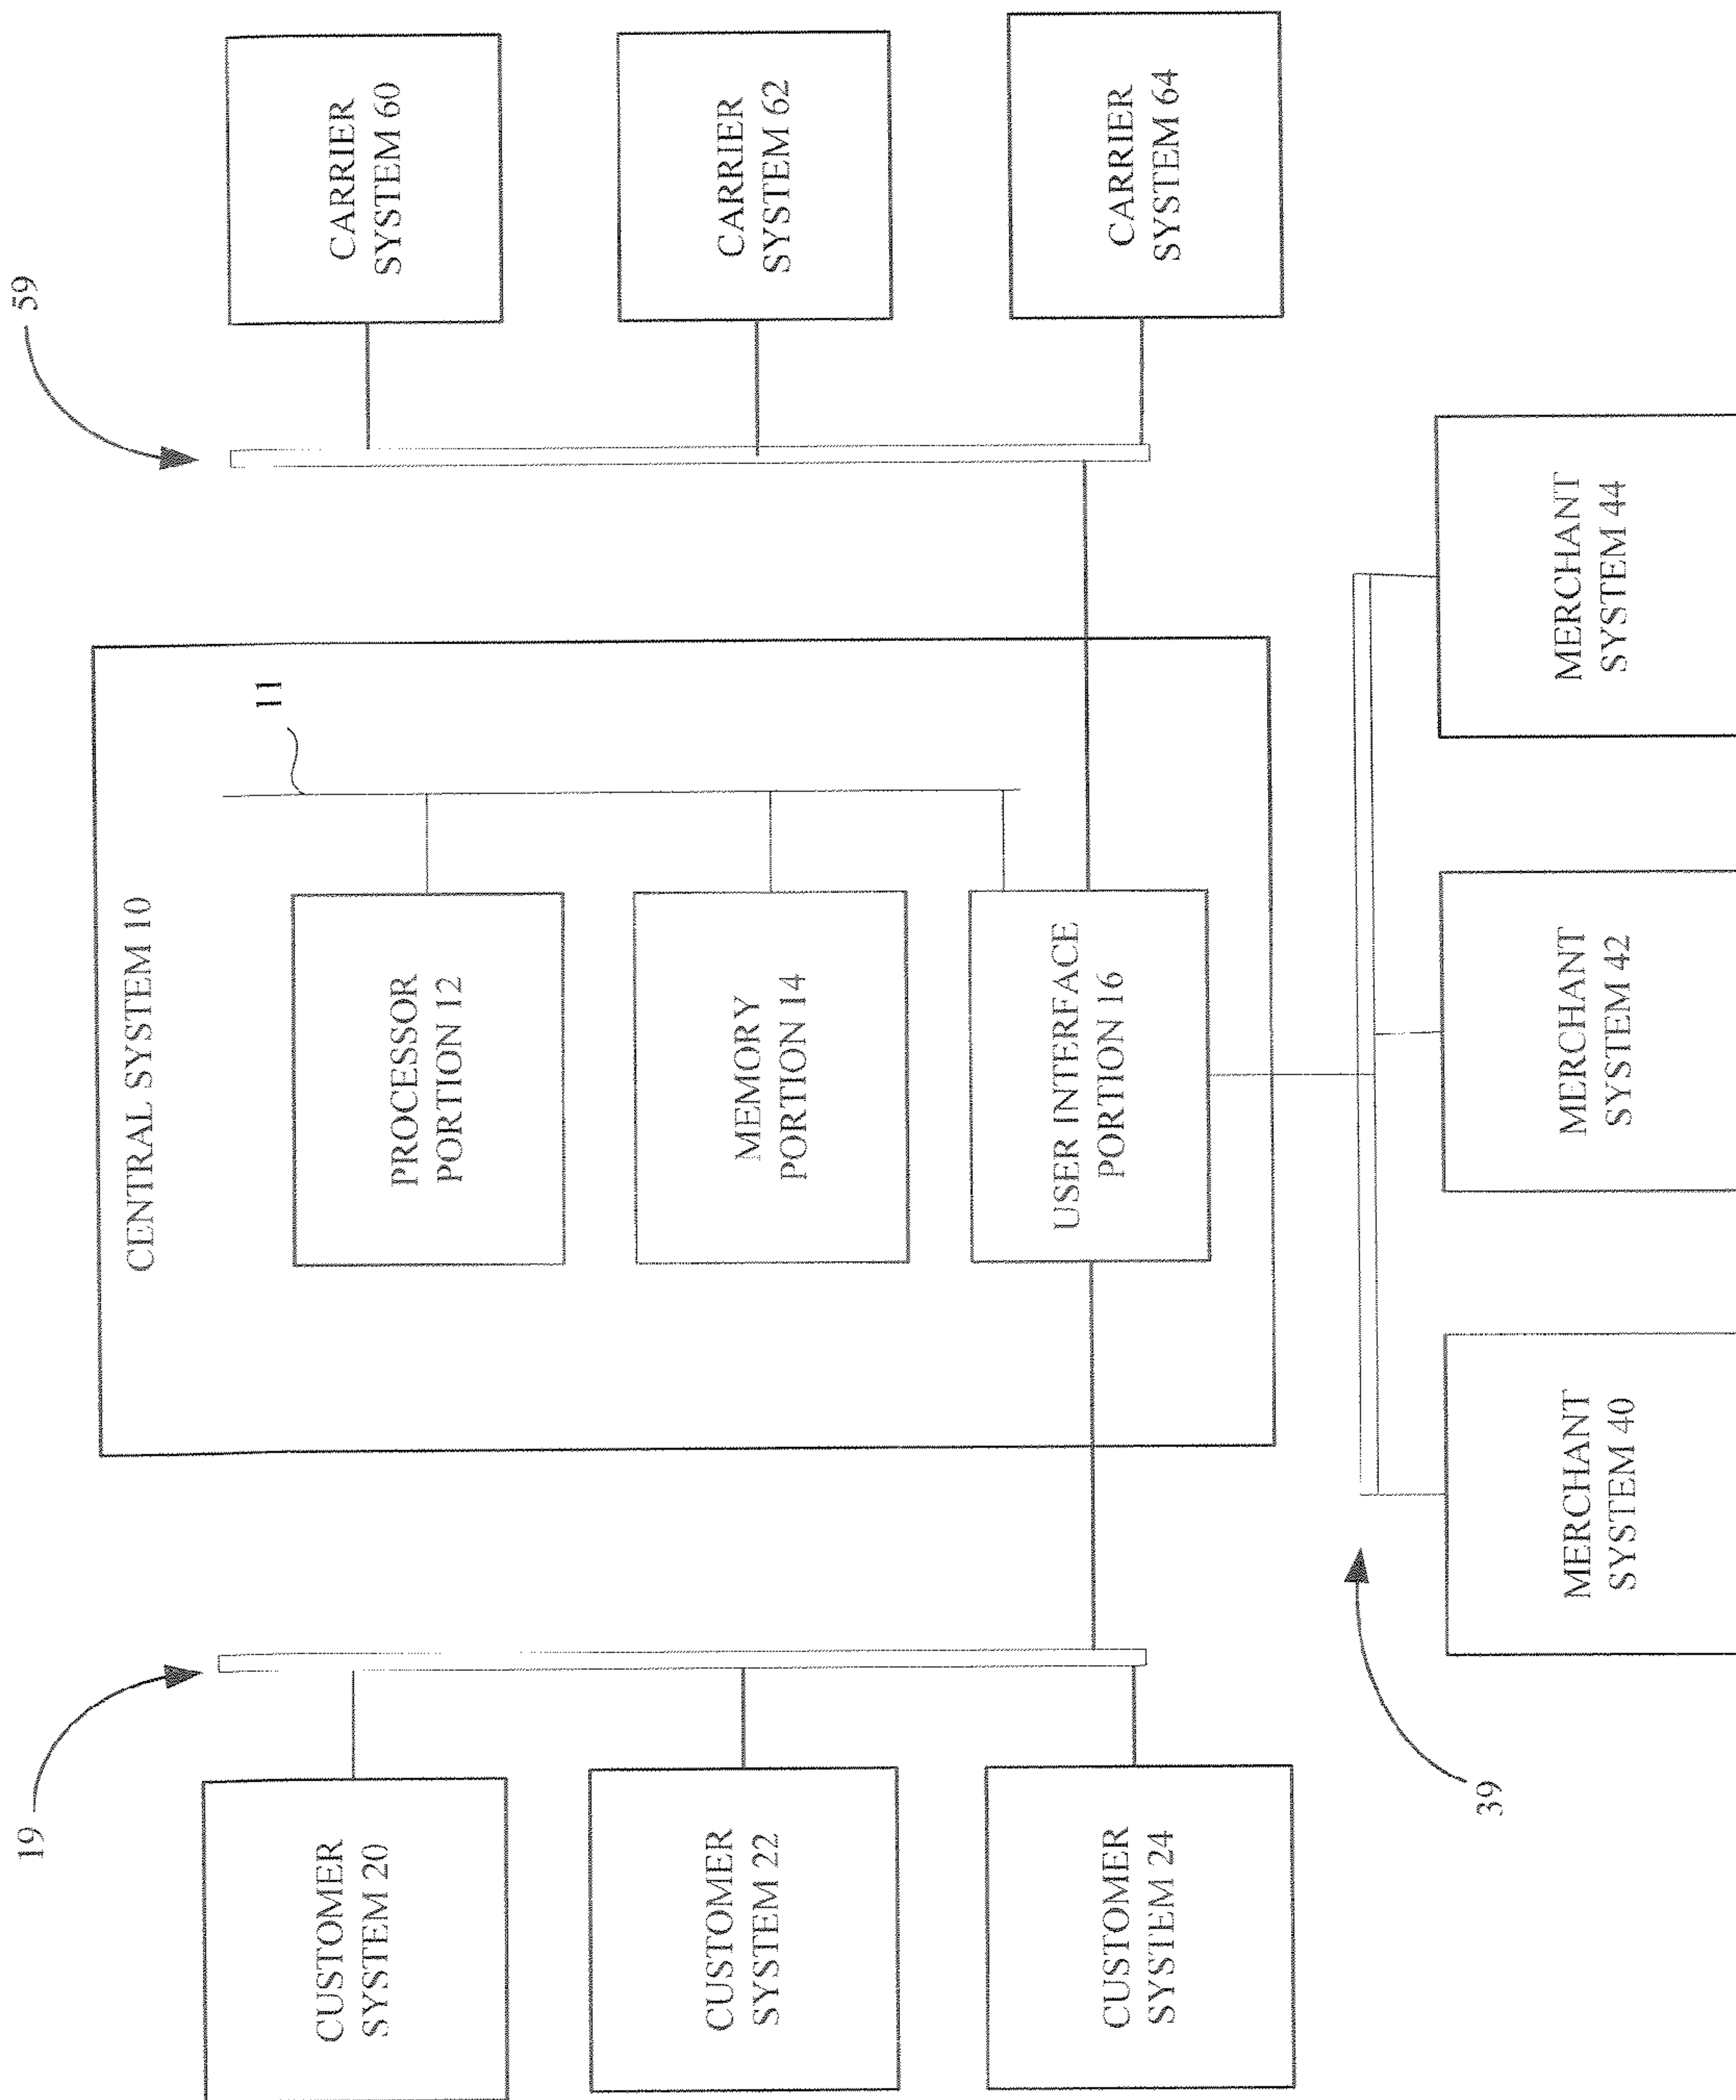 CENTRAL SYSTEM 10
11
PROCESSOR
PORTION 12
MEMORY
PORTION 14
USER INTERFACE
PORTION 16
19
CUSTOMER
SYSTEM 20
CUSTOMER
SYSTEM 22
CUSTOMER
SYSTEM 24
59
CARRIER
SYSTEM 60
CARRIER
SYSTEM 62
CARRIER
SYSTEM 64
39
MERCHANT
SYSTEM 40
MERCHANT
SYSTEM 42
MERCHANT
SYSTEM 44